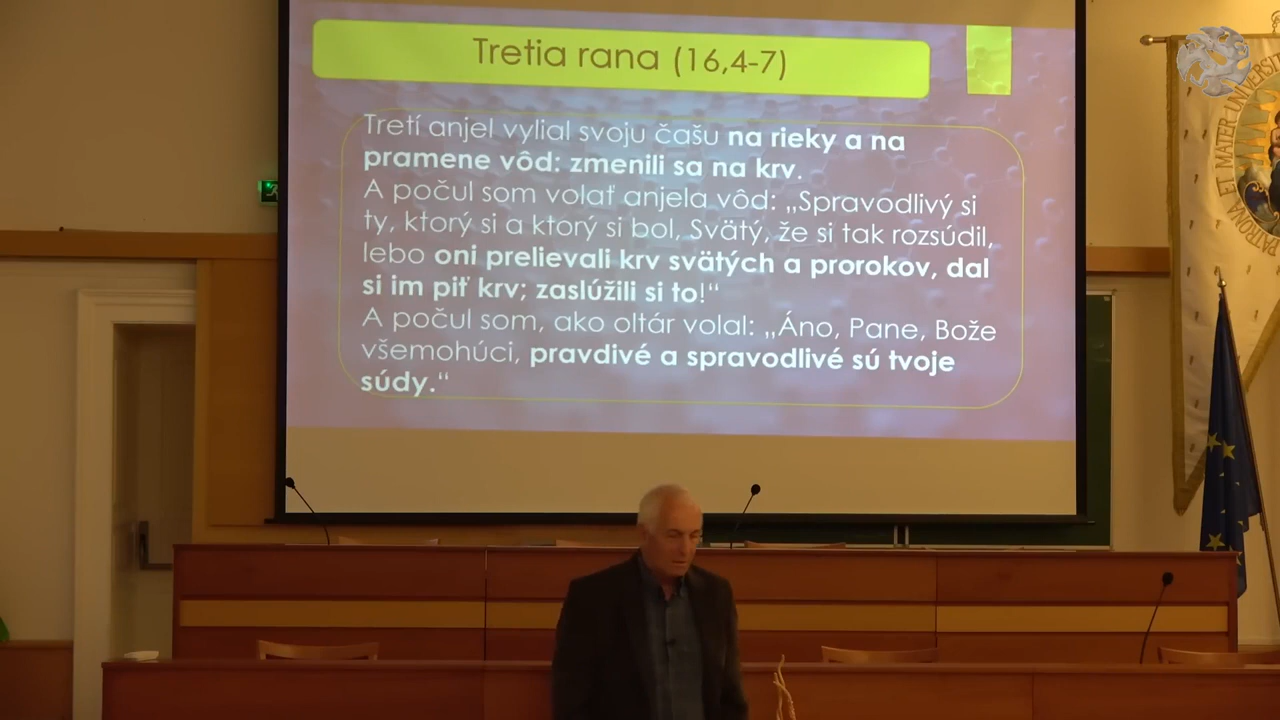 Tretia rana (16,4-7)
Tretí anjel vylial svoju čašu na rieky a na
pramene vôd: zmenili sa na krv.
A počul som volať anjela vôd: „Spravodlivý si
ty, ktorý si a ktorý si bol, Svätý, že si tak rozsúdil,
lebo oni prelievali krv svätých a prorokov, dal
si im piť krv; zaslúžili si to!“
A počul som, ako oltár volal: „Áno, Pane, Bože
všemohúci, pravdivé a spravodlivé sú tvoje
súdy.“
ET MATER